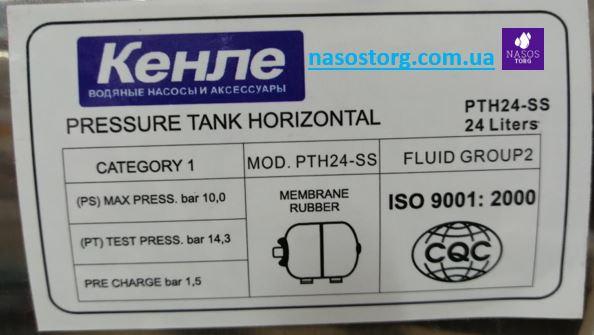 Кенле
ВОДЯНЫЕ НАСОСЫ И АКСЕССУАРЫ
nasostorg.com.ua
NASOS
TORG
PRESSURE TANK HORIZONTAL
PTH24-SS
24 Liters
CATEGORY 1
MOD. PTH24-SS
FLUID GROUP2
(PS) MAX PRESS. bar 10,0
(PT) TEST PRESS. bar 14,3
PRE CHARGE bar 1,5
MEMBRANE
RUBBER
ISO 9001: 2000
CQC